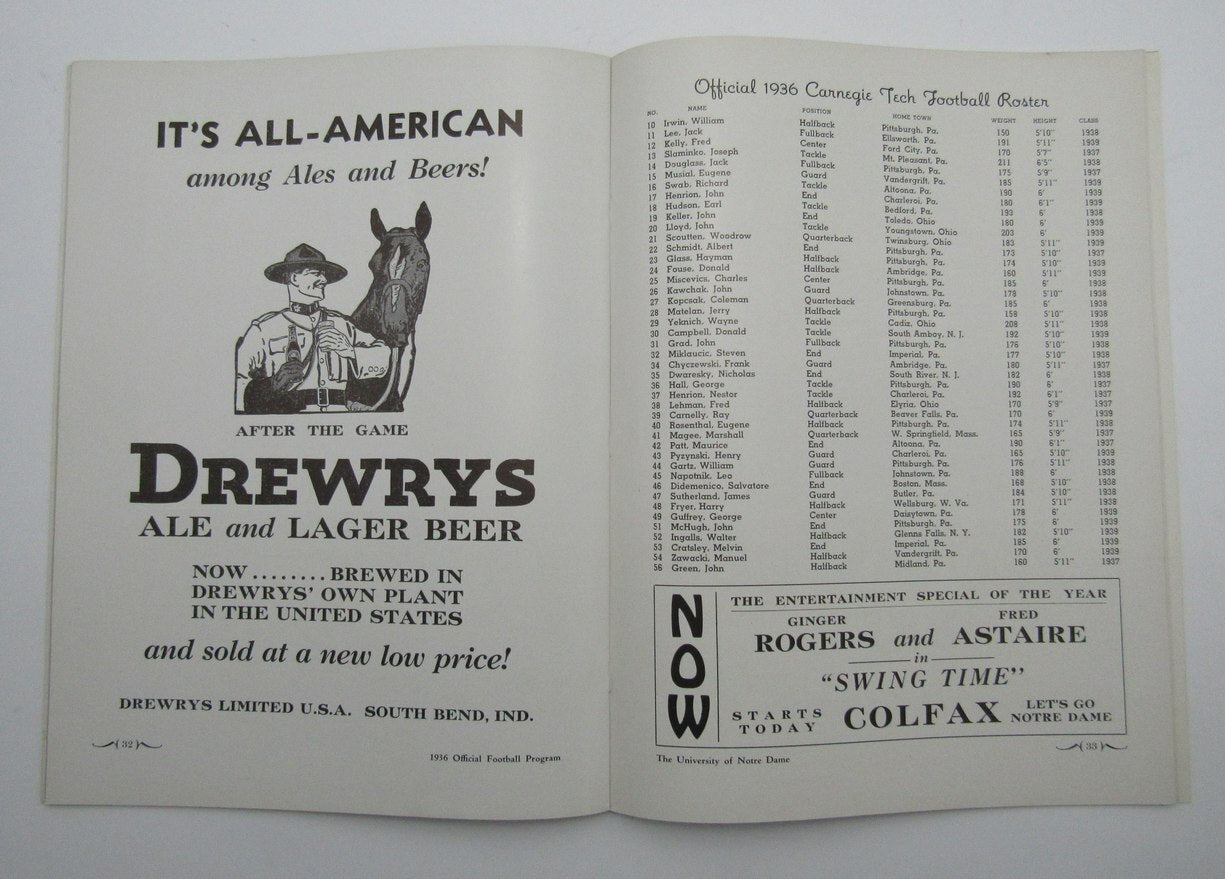 IT'S ALL-AMERICAN
among Ales and Beers!
AFTER THE GAME
DREWRYS
ALE and LAGER BEER
NOW ........ BREWED IN
DREWRYS' OWN PLANT
IN THE UNITED STATES
and sold at a new low price!
DREWRYS LIMITED U.S.A. SOUTH BEND, IND.
32
1936 Official Football Program
Official 1936 Carnegie Tech Football Roster
NO. NAME POSITION HOME TOWN WEIGHT HEIGHT CLASS
10 Irwin, William Halfback Pittsburgh, Pa. 150 5'10" 1938
11 Lee, Jack Fullback Ellsworth, Pa. 191 5'11" 1939
12 Kelly, Fred Center Ford City, Pa. 170 5'7" 1939
13 Slaminko, Joseph Tackle Mt. Pleasant, Pa. 211 6'5" 1938
14 Douglass, Jack Fullback Pittsburgh, Pa. 175 5'9" 1937
15 Musial, Eugene Guard Vandergrift, Pa. 185 5'11" 1939
16 Swab, Richard Tackle Altoona, Pa. 190 6' 1939
17 Henrion, John End Charleroi, Pa. 180 6'1" 1939
18 Hudson, Earl Tackle Bedford, Pa. 193 6' 1938
19 Keller, John End Toledo, Ohio 180 6' 1939
20 Lloyd, John Tackle Youngstown, Ohio 203 6' 1939
21 Scoutten, Woodrow Quarterback Twinsburg, Ohio 183 5'11" 1939
22 Schmidt, Albert End Pittsburgh, Pa. 173 5'10" 1937
23 Glass, Hayman Halfback Pittsburgh, Pa. 174 5'10" 1939
24 Fouse, Donald Halfback Ambridge, Pa. 160 5'11" 1939
25 Miscevics, Charles Center Pittsburgh, Pa. 185 6' 1938
26 Kawchak, John Guard Johnstown, Pa. 178 5'10" 1938
27 Kopcsak, Coleman Quarterback Greensburg, Pa. 185 6' 1938
28 Matelan, Jerry Halfback Pittsburgh, Pa. 158 5'10" 1938
29 Yeknich, Wayne Tackle Cadiz, Ohio 208 5'11" 1938
30 Campbell, Donald Tackle South Amboy, N. J. 192 5'10" 1939
31 Grad, John Fullback Pittsburgh, Pa. 176 5'10" 1938
32 Miklaucic, Steven End Imperial, Pa. 177 5'10" 1938
34 Chyczewski, Frank Guard Ambridge, Pa. 180 5'11" 1937
35 Dwaresky, Nicholas End South River, N. J. 182 6' 1938
36 Hall, George Tackle Pittsburgh, Pa. 190 6' 1937
37 Henrion, Nestor Tackle Charleroi, Pa. 192 6'1" 1937
38 Lehman, Fred Halfback Elyria, Ohio 170 5'9" 1937
39 Carnelly, Ray Quarterback Beaver Falls, Pa. 170 6' 1939
40 Rosenthal, Eugene Halfback Pittsburgh, Pa. 174 5'11" 1938
41 Magee, Marshall Quarterback W. Springfield, Mass. 165 5'9" 1937
42 Patt, Maurice End Altoona, Pa. 190 6'1" 1937
43 Pyzynski, Henry Guard Charleroi, Pa. 165 5'10" 1939
44 Gartz, William Guard Pittsburgh, Pa. 176 5'11" 1938
45 Napotnik, Leo Fullback Johnstown, Pa. 188 6' 1938
46 Didemenico, Salvatore End Boston, Mass. 168 5'10" 1938
47 Sutherland, James Guard Butler, Pa. 184 5'10" 1938
48 Fryer, Harry Halfback Wellsburg, W. Va. 171 5'11" 1938
49 Guffrey, George Center Daisytown, Pa. 178 6' 1939
51 McHugh, John End Pittsburgh, Pa. 175 6' 1939
52 Ingalls, Walter Halfback Glenns Falls, N. Y. 182 5'10" 1939
53 Cratsley, Melvin End Imperial, Pa. 185 6' 1939
54 Zawacki, Manuel Halfback Vandergrift, Pa. 170 6' 1939
56 Green, John Halfback Midland, Pa. 160 5'11" 1937
NOW
THE ENTERTAINMENT SPECIAL OF THE YEAR
GINGER FRED
ROGERS and ASTAIRE
in
"SWING TIME"
STARTS TODAY COLFAX LET'S GO NOTRE DAME
33
The University of Notre Dame